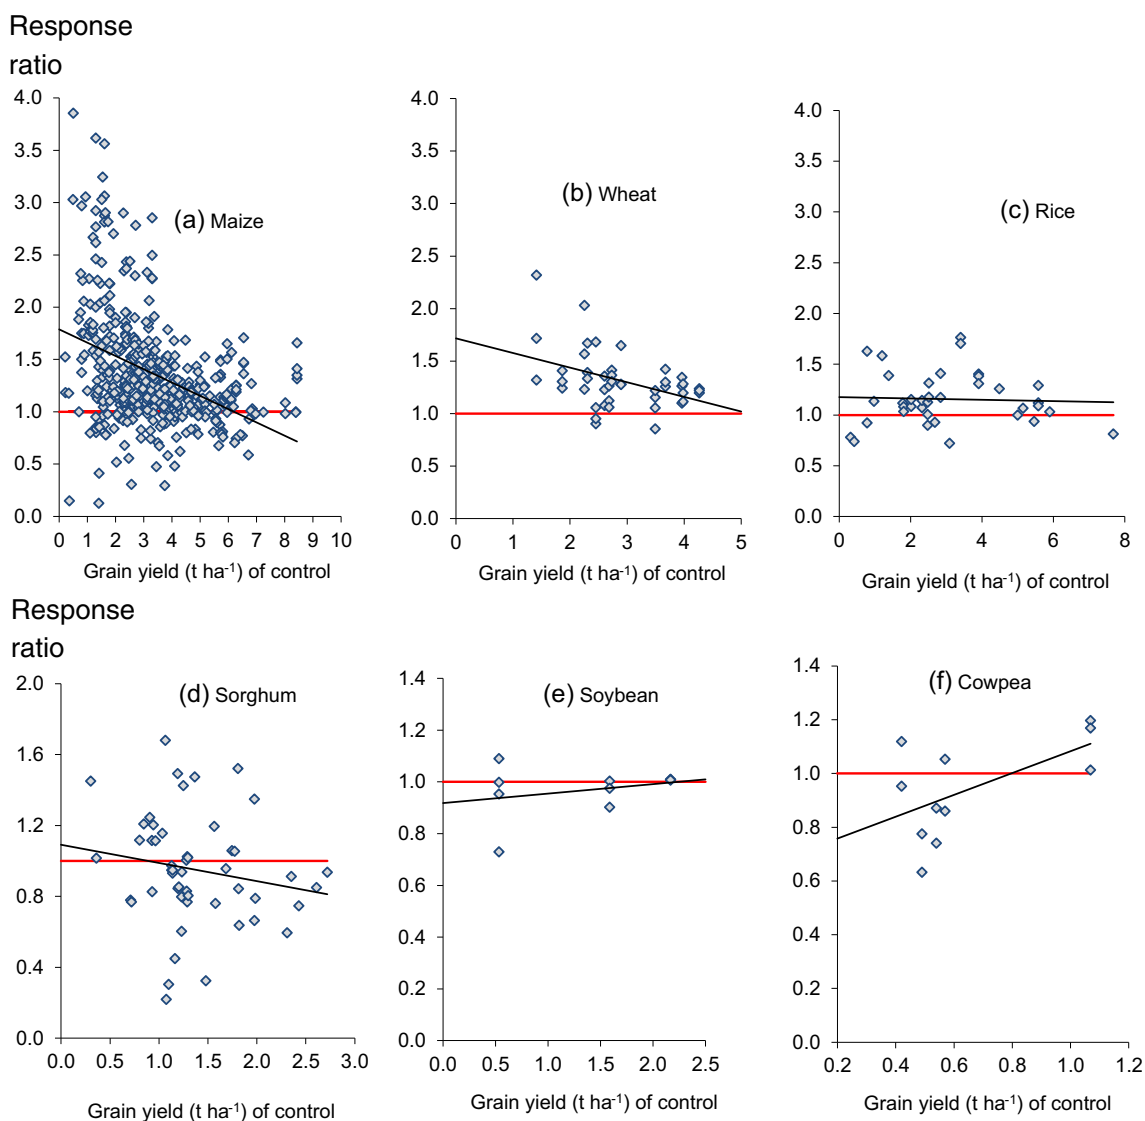 Response
ratio
4.0
3.5
3.0
2.5
2.0
1.5
1.0
0.5
0.0
(a) Maize
0 1 2 3 4 5 6 7 8 9 10
Grain yield (t ha⁻¹) of control
4.0
3.5
3.0
2.5
2.0
1.5
1.0
0.5
0.0
(b) Wheat
0 1 2 3 4 5
Grain yield (t ha⁻¹) of control
4.0
3.5
3.0
2.5
2.0
1.5
1.0
0.5
0.0
(c) Rice
0 2 4 6 8
Grain yield (t ha⁻¹) of control
Response
ratio
2.0
1.6
1.2
0.8
0.4
0.0
(d) Sorghum
0.0 0.5 1.0 1.5 2.0 2.5 3.0
Grain yield (t ha⁻¹) of control
1.4
1.2
1.0
0.8
0.6
0.4
0.2
0.0
(e) Soybean
0.0 0.5 1.0 1.5 2.0 2.5
Grain yield (t ha⁻¹) of control
1.4
1.2
1.0
0.8
0.6
0.4
0.2
0.0
(f) Cowpea
0.2 0.4 0.6 0.8 1.0 1.2
Grain yield (t ha⁻¹) of control